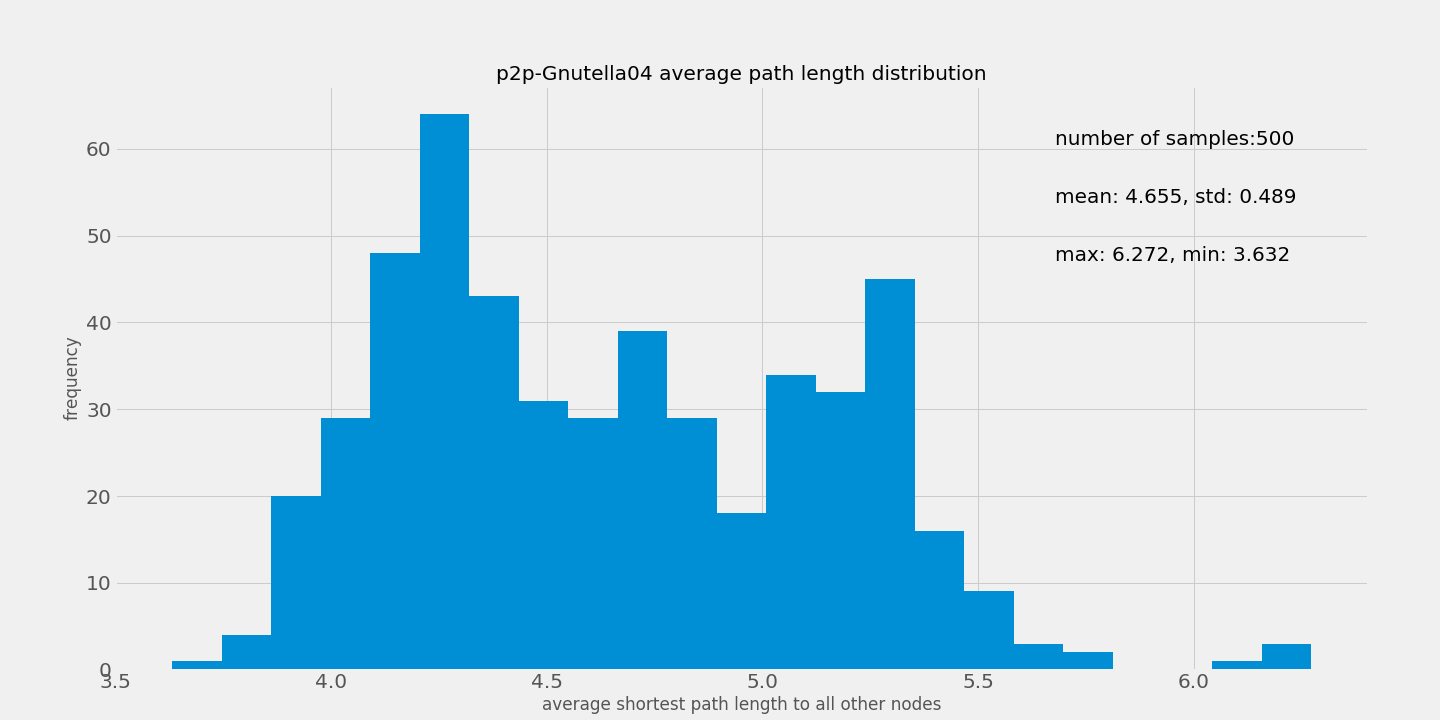 p2p-Gnutella04 average path length distribution
number of samples:500
mean: 4.655, std: 0.489
max: 6.272, min: 3.632
frequency
60
50
40
30
20
10
0
3.5 4.0 4.5 5.0 5.5 6.0
average shortest path length to all other nodes